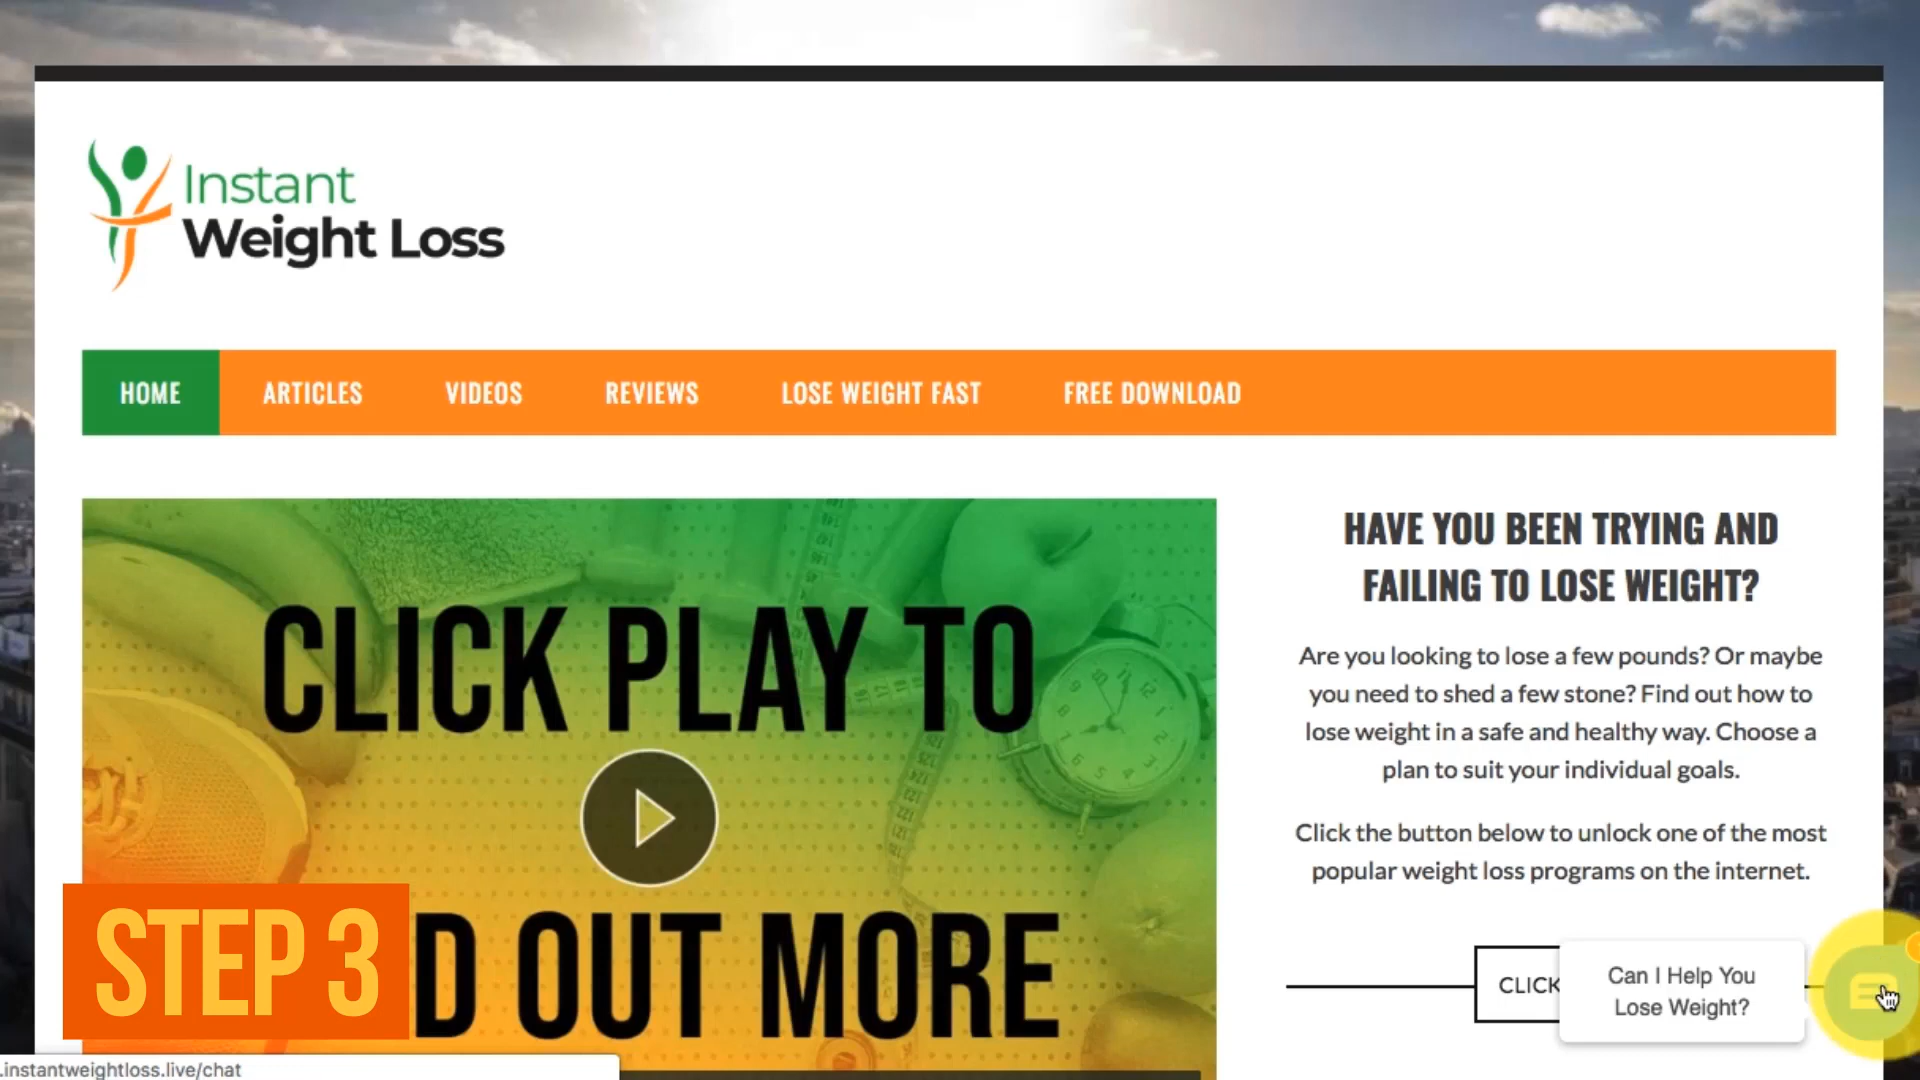 Instant
Weight Loss
HOME ARTICLES VIDEOS REVIEWS LOSE WEIGHT FAST FREE DOWNLOAD
CLICK PLAY TO
D OUT MORE
HAVE YOU BEEN TRYING AND
FAILING TO LOSE WEIGHT?
Are you looking to lose a few pounds? Or maybe
you need to shed a few stone? Find out how to
lose weight in a safe and healthy way. Choose a
plan to suit your individual goals.
Click the button below to unlock one of the most
popular weight loss programs on the internet.
CLICK
Can I Help You
Lose Weight?
STEP 3
.instantweightloss.live/chat